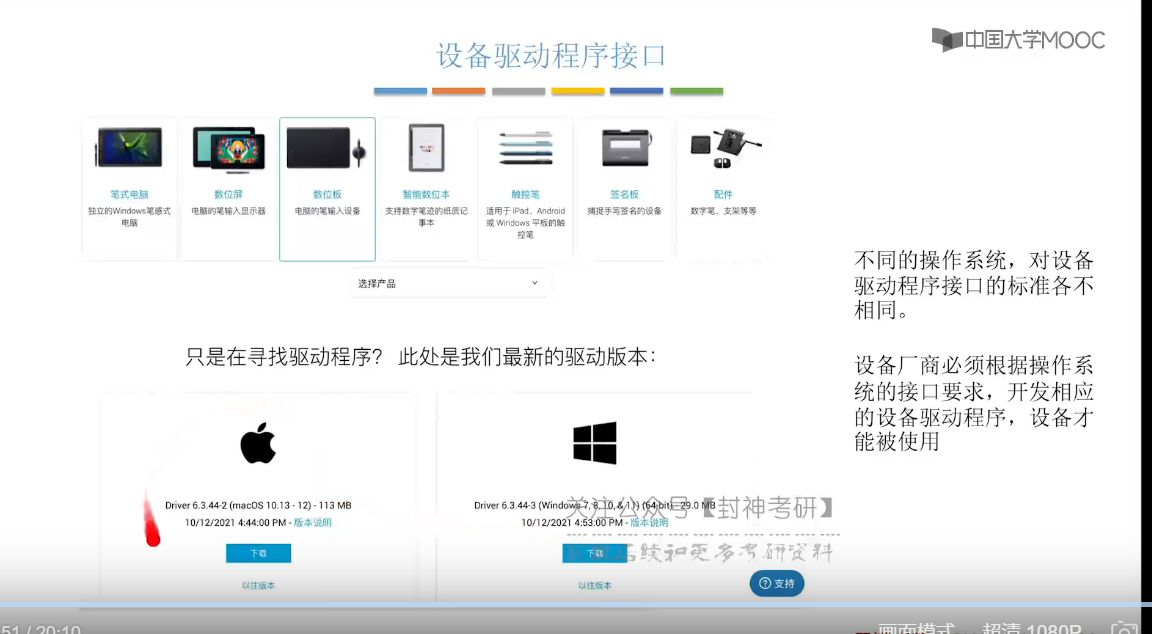 中国大学MOOC
设备驱动程序接口
笔式电脑
独立的Windows笔感式
电脑
数位屏
电脑的笔输入显示器
数位板
电脑的笔输入设备
智能数位本
支持数字笔迹的纸质记
事本
触控笔
适用于 iPad、Android
或 Windows 平板的触
控笔
签名板
捕捉手写签名的设备
配件
数字笔、支架等等
选择产品
不同的操作系统，对设备
驱动程序接口的标准各不
相同。
设备厂商必须根据操作系
统的接口要求，开发相应
的设备驱动程序，设备才
能被使用
只是在寻找驱动程序？ 此处是我们最新的驱动版本：
Driver 6.3.44-2 (macOS 10.13 - 12) - 113 MB
10/12/2021 4:44:00 PM - 版本说明
下载
以往版本
Driver 6.3.44-3 (Windows 7, 8, 10, & 11) (64 bit) - 29.0 MB
10/12/2021 4:53:00 PM - 版本说明
下载
以往版本
关注公众号【封神考研】
后续和更多考研资料
支持
51 / 20:10
画面模式
超清 1080P